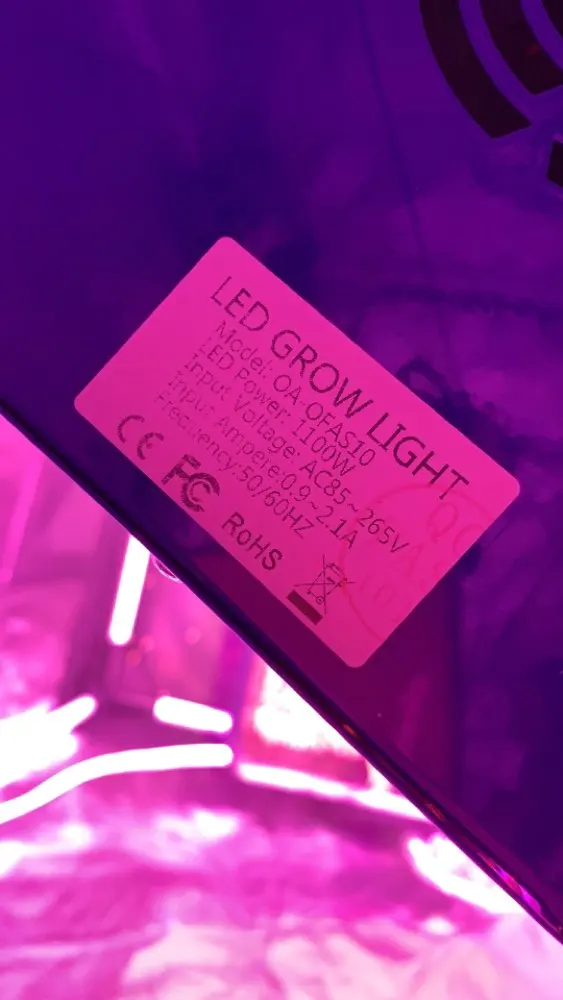 LED GROW LIGHT
Model: OA-QFAS10
LED Power: 1100W
Input Voltage: AC85~265V
Input Ampere:0.9~2.1A
Frequency:50/60HZ
CE FC RoHS